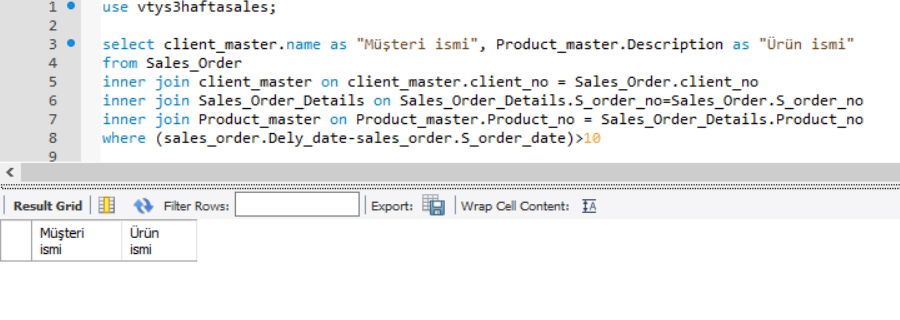 1 use vtys3haftasales;
2
3 select client_master.name as "Müşteri ismi", Product_master.Description as "Ürün ismi"
4 from Sales_Order
5 inner join client_master on client_master.client_no = Sales_Order.client_no
6 inner join Sales_Order_Details on Sales_Order_Details.S_order_no=Sales_Order.S_order_no
7 inner join Product_master on Product_master.Product_no = Sales_Order_Details.Product_no
8 where (sales_order.Dely_date-sales_order.S_order_date)>10
9
Result Grid Filter Rows: Export: Wrap Cell Content: IA
Müşteri Ürün
ismi ismi